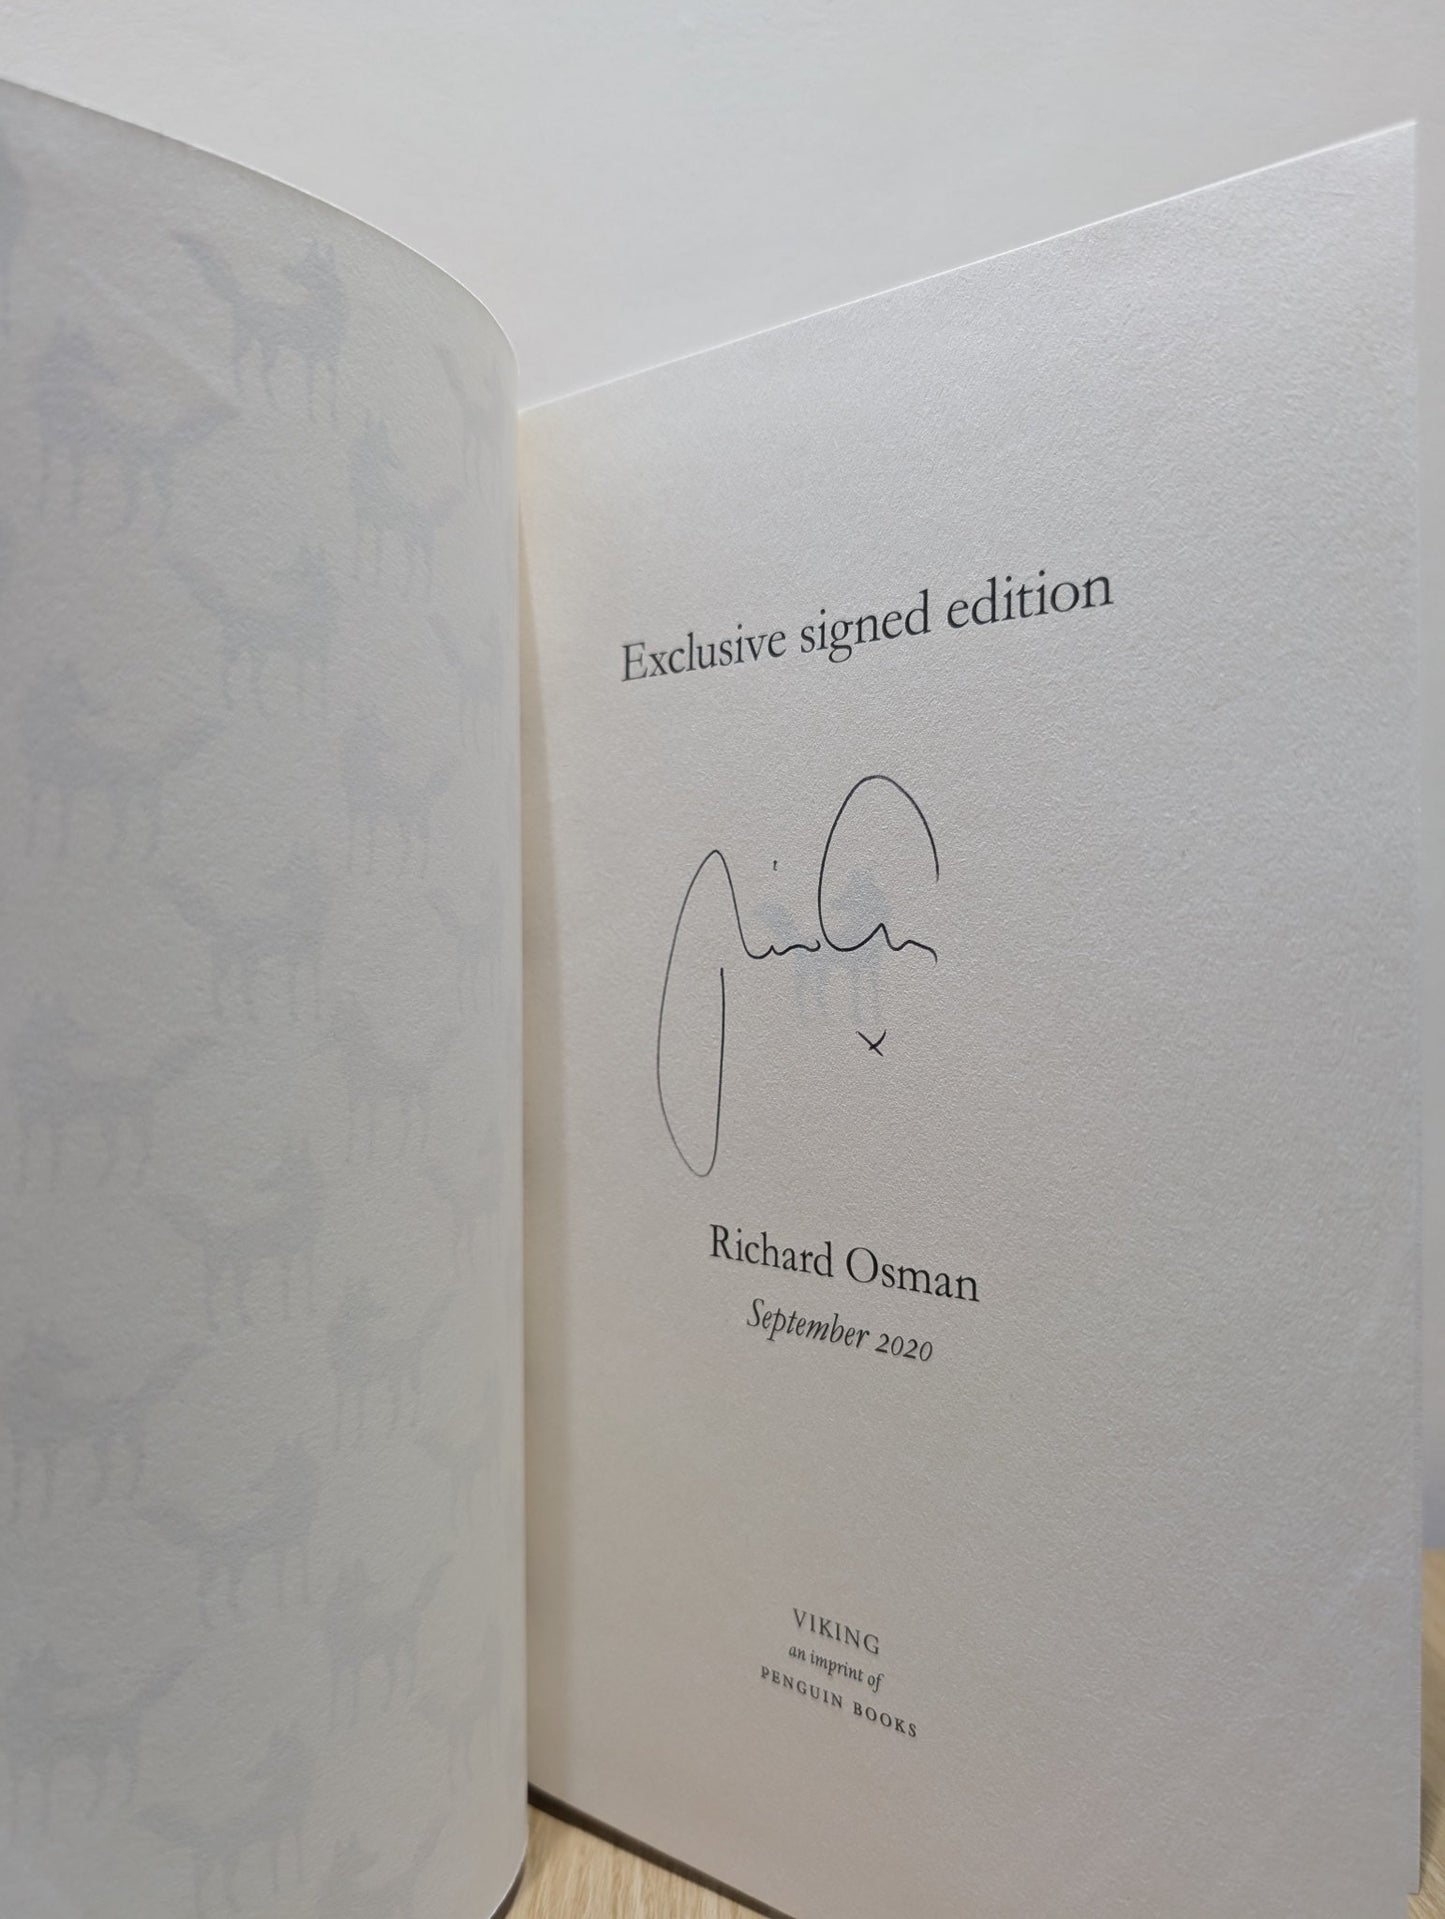 Exclusive signed edition
x
Richard Osman
September 2020
VIKING
an imprint of
PENGUIN BOOKS